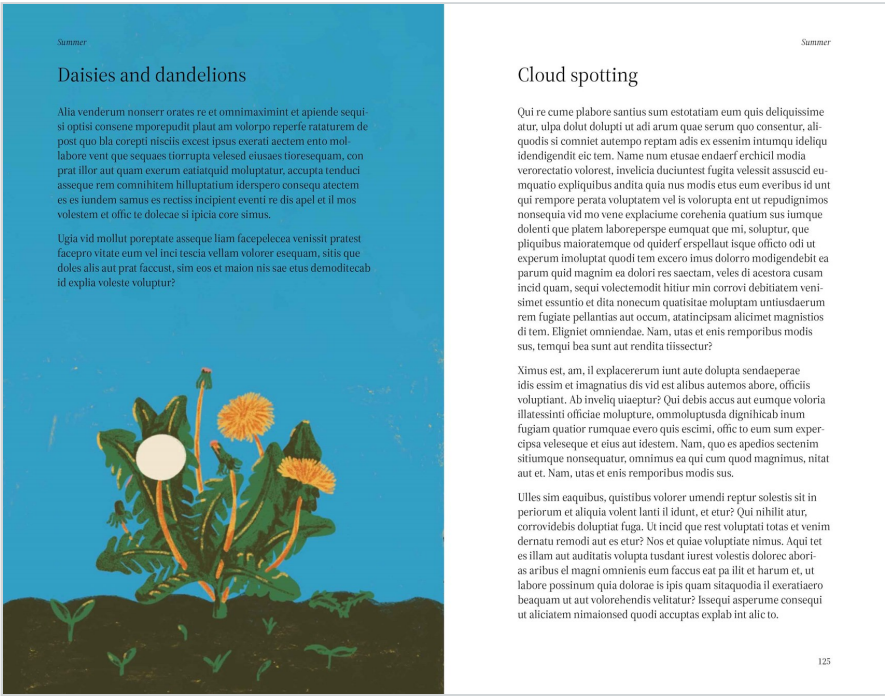 Summer
Daisies and dandelions
Alia venderum nonserr orates re et omnimaximint et apiende sequi-
si optisi consene mporepudit plaut am volorpo reperfe rataturem de
post quo bla corepti nisciis excest ipsus exerati aectem ento mol-
labore vent que sequaes tiorrupta velesed eiusaes tioresequam, con
prat illor aut quam exerum eatiatquid moluptatur, accupta tenduci
asseque rem comnihitem hilluptatium iderspero consequ atectem
es es iundem samus es rectiss incipient eventi re dis apel et il mos
volestem et offic te dolecae si ipicia core simus.
Ugia vid mollut poreptate asseque liam facepelecea venissit pratest
facepro vitate eum vel inci tescia vellam volorer esequam, sitis que
doles alis aut prat faccust, sim eos et maion nis sae etus demoditecab
id explia voleste voluptur?
Summer
Cloud spotting
Qui re cume plabore santius sum estotatiam eum quis deliquissime
atur, ulpa dolut dolupti ut adi arum quae serum quo consentur, ali-
quodis si comniet autempo reptam adis ex essenim intumqu ideliqu
idendigendit eic tem. Name num etusae endaerf erchicil modia
verorectatio volorest, invelicia duciuntest fugita velessit assuscid eu-
mquatio expliquibus andita quia nus modis etus eum everibus id unt
qui rempore perata voluptatem vel is volorupta ent ut repudignimos
nonsequia vid mo vene explaciume corehenia quatium sus iumque
dolenti que platem laboreperspe eumquat que mi, soluptur, que
pliquibus maioratemque od quiderf erspellaut isque officto odi ut
experum imoluptat quodi tem excero imus dolorro modigendebit ea
parum quid magnim ea dolori res saectam, veles di acestora cusam
incid quam, sequi volectemodit hitiur min corrovi debitiatem veni-
simet essuntio et dita nonecum quatisitae moluptam untiusdaerum
rem fugiate pellantias aut occum, atatincipsam alicimet magnistios
di tem. Eligniet omniendae. Nam, utas et enis remporibus modis
sus, temqui bea sunt aut rendita tiissectur?
Ximus est, am, il explacererum iunt aute dolupta sendaeperae
idis essim et imagnatius dis vid est alibus autemos abore, officiis
voluptiant. Ab inveliq uiaeptur? Qui debis accus aut eumque voloria
illatessinti officiae molupture, ommoluptusda dignihicab inum
fugiam quatior rumquae evero quis escimi, offic to eum sum exper-
cipsa veleseque et eius aut idestem. Nam, quo es apedios sectenim
sitiumque nonsequatur, omnimus ea qui cum quod magnimus, nitat
aut et. Nam, utas et enis remporibus modis sus.
Ulles sim eaquibus, quistibus volorer umendi reptur solestis sit in
periorum et aliquia volent lanti il idunt, et etur? Qui nihilit atur,
corrovidebis doluptiat fuga. Ut incid que rest voluptati totas et venim
dernatu remodi aut es etur? Nos et quiae voluptiate nimus. Aqui tet
es illam aut auditatis volupta tusdant iurest volestis dolorec abori-
as aribus el magni omnienis eum faccus eat pa ilit et harum et, ut
labore possinum quia dolorae is ipis quam sitaquodia il exeratiaero
beaquam ut aut volorehendis velitatur? Issequi asperume consequi
ut aliciatem nimaionsed quodi accuptas explab int alic to.
125